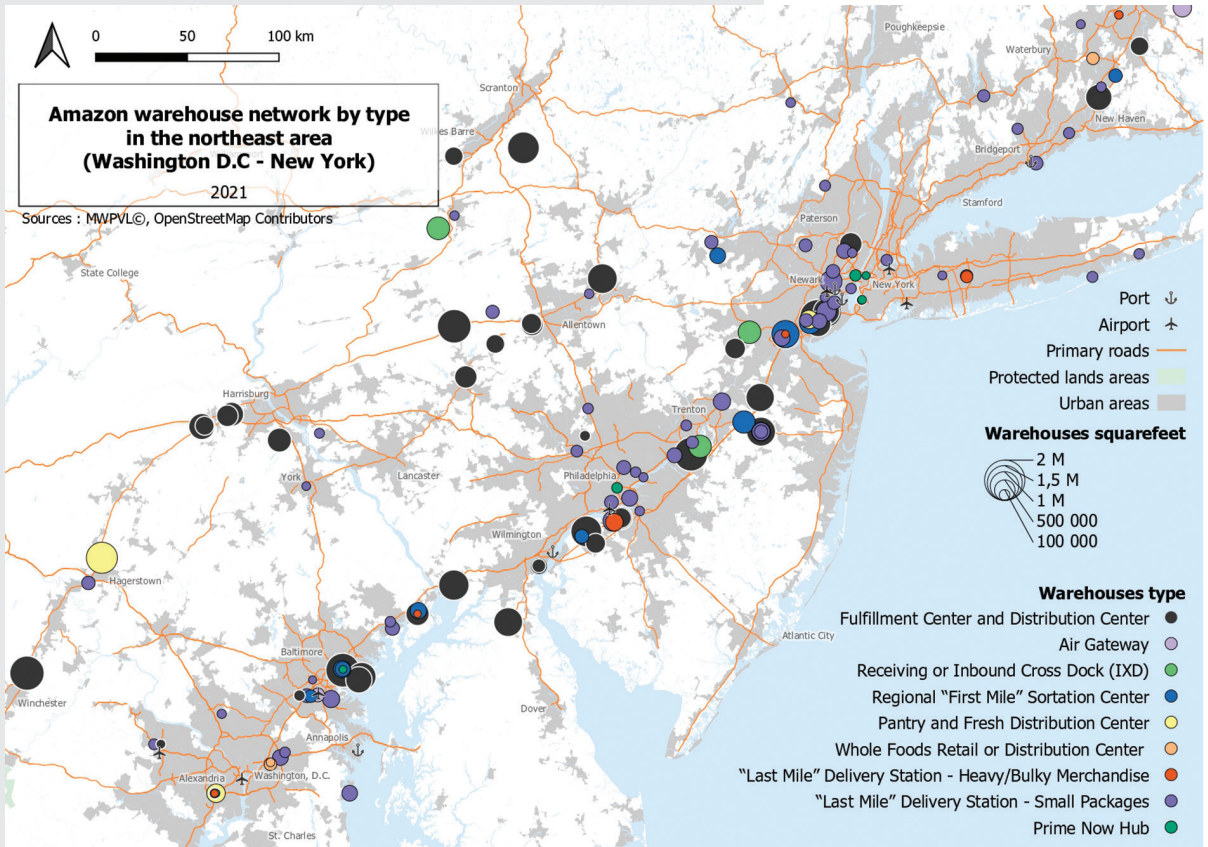 0 50 100 km
Amazon warehouse network by type
in the northeast area
(Washington D.C - New York)
2021
Sources : MWPVL©, OpenStreetMap Contributors
Poughkeepsie
Waterbury
Scranton
Wilkes Barre
New Haven
Bridgeport
Stamford
Paterson
State College
Newark
New York
Allentown
Harrisburg
Trenton
York
Lancaster
Philadelphia
Wilmington
Hagerstown
Atlantic City
Baltimore
Winchester
Dover
Annapolis
Alexandria
Washington, D.C.
St. Charles
Port
Airport
Primary roads
Protected lands areas
Urban areas
Warehouses squarefeet
2 M
1,5 M
1 M
500 000
100 000
Warehouses type
Fulfillment Center and Distribution Center
Air Gateway
Receiving or Inbound Cross Dock (IXD)
Regional “First Mile” Sortation Center
Pantry and Fresh Distribution Center
Whole Foods Retail or Distribution Center
“Last Mile” Delivery Station - Heavy/Bulky Merchandise
“Last Mile” Delivery Station - Small Packages
Prime Now Hub